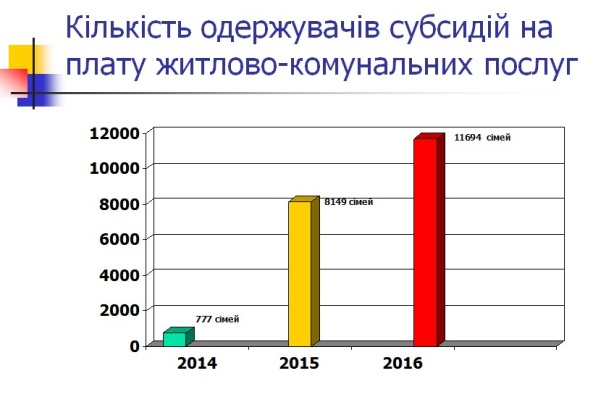 Кількість одержувачів субсидій на
плату житлово-комунальних послуг
12000
10000
8000
6000
4000
2000
0
777 сімей
8149 сімей
11694 сімей
2014
2015
2016